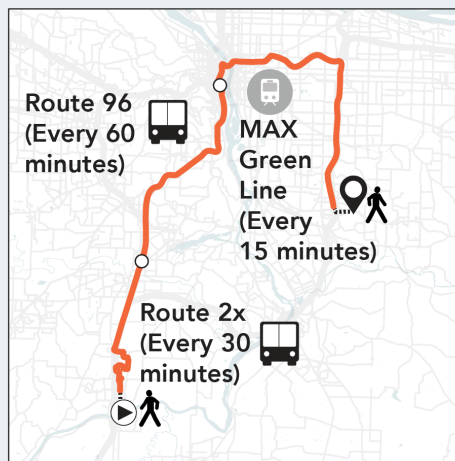 Route 96
(Every 60
minutes)
MAX
Green
Line
(Every
15 minutes)
Route 2x
(Every 30
minutes)